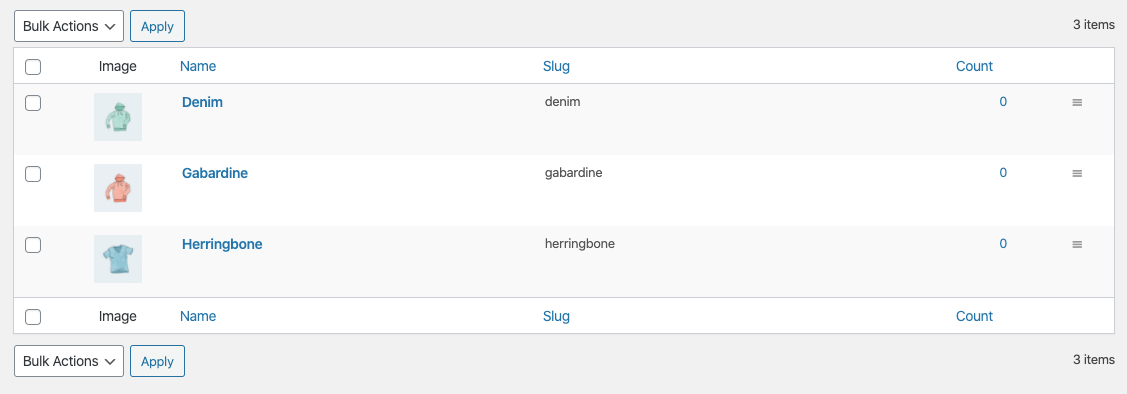 Bulk Actions Apply 3 items
Image Name Slug Count
Denim denim 0
Gabardine gabardine 0
Herringbone herringbone 0
Image Name Slug Count
Bulk Actions Apply 3 items